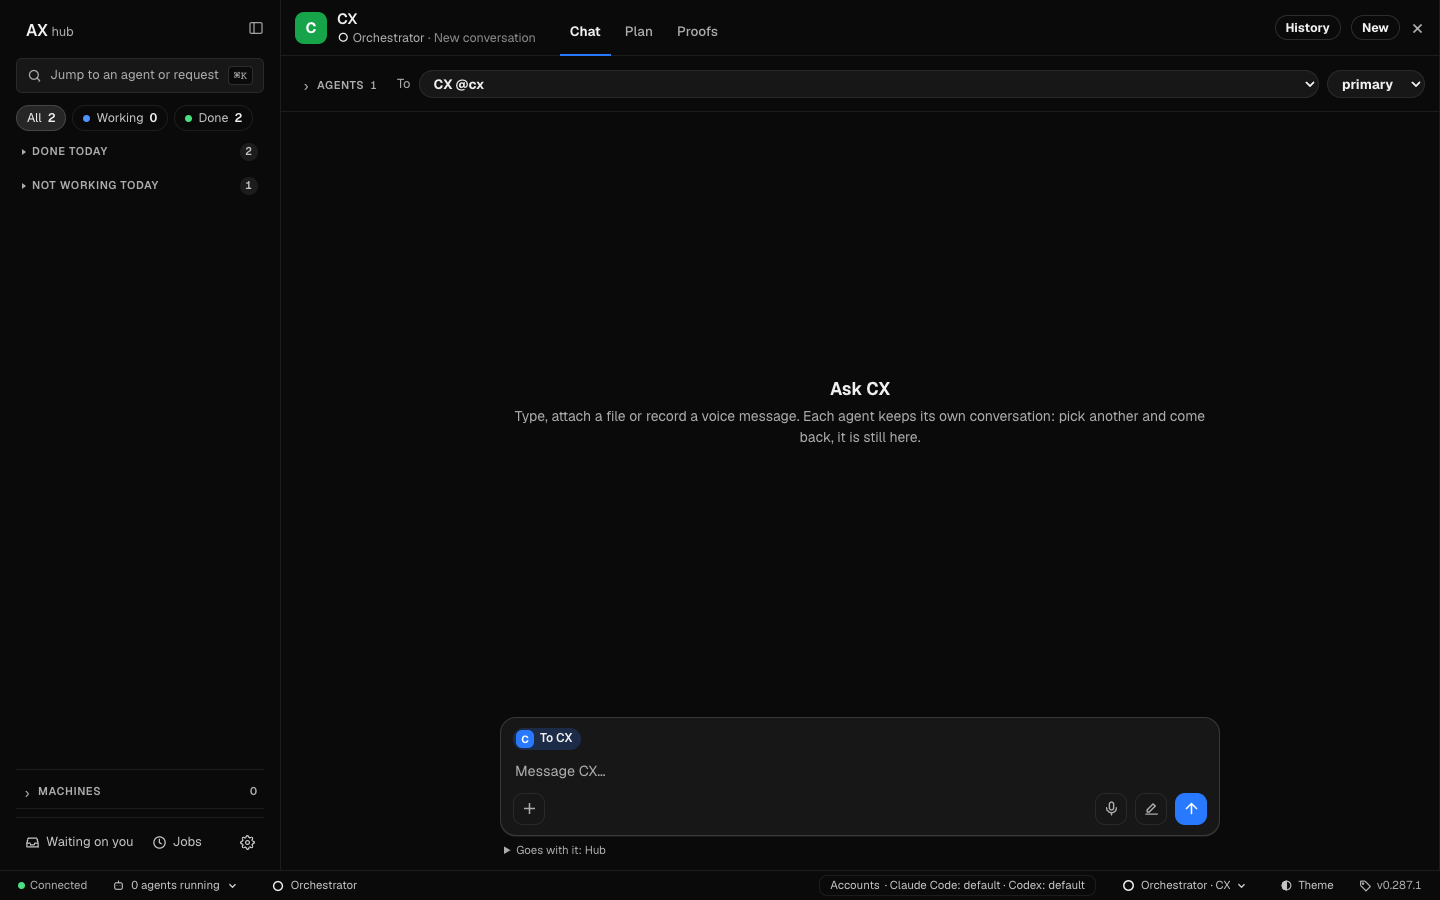 AX hub
Jump to an agent or request ⌘K
All 2 Working 0 Done 2
DONE TODAY 2
NOT WORKING TODAY 1
MACHINES 0
Waiting on you Jobs
C CX
Orchestrator · New conversation
Chat Plan Proofs
History New
AGENTS 1 To CX @cx primary
Ask CX
Type, attach a file or record a voice message. Each agent keeps its own conversation: pick another and come
back, it is still here.
C To CX
Message CX...
Goes with it: Hub
Connected 0 agents running Orchestrator
Accounts · Claude Code: default · Codex: default Orchestrator · CX Theme v0.287.1